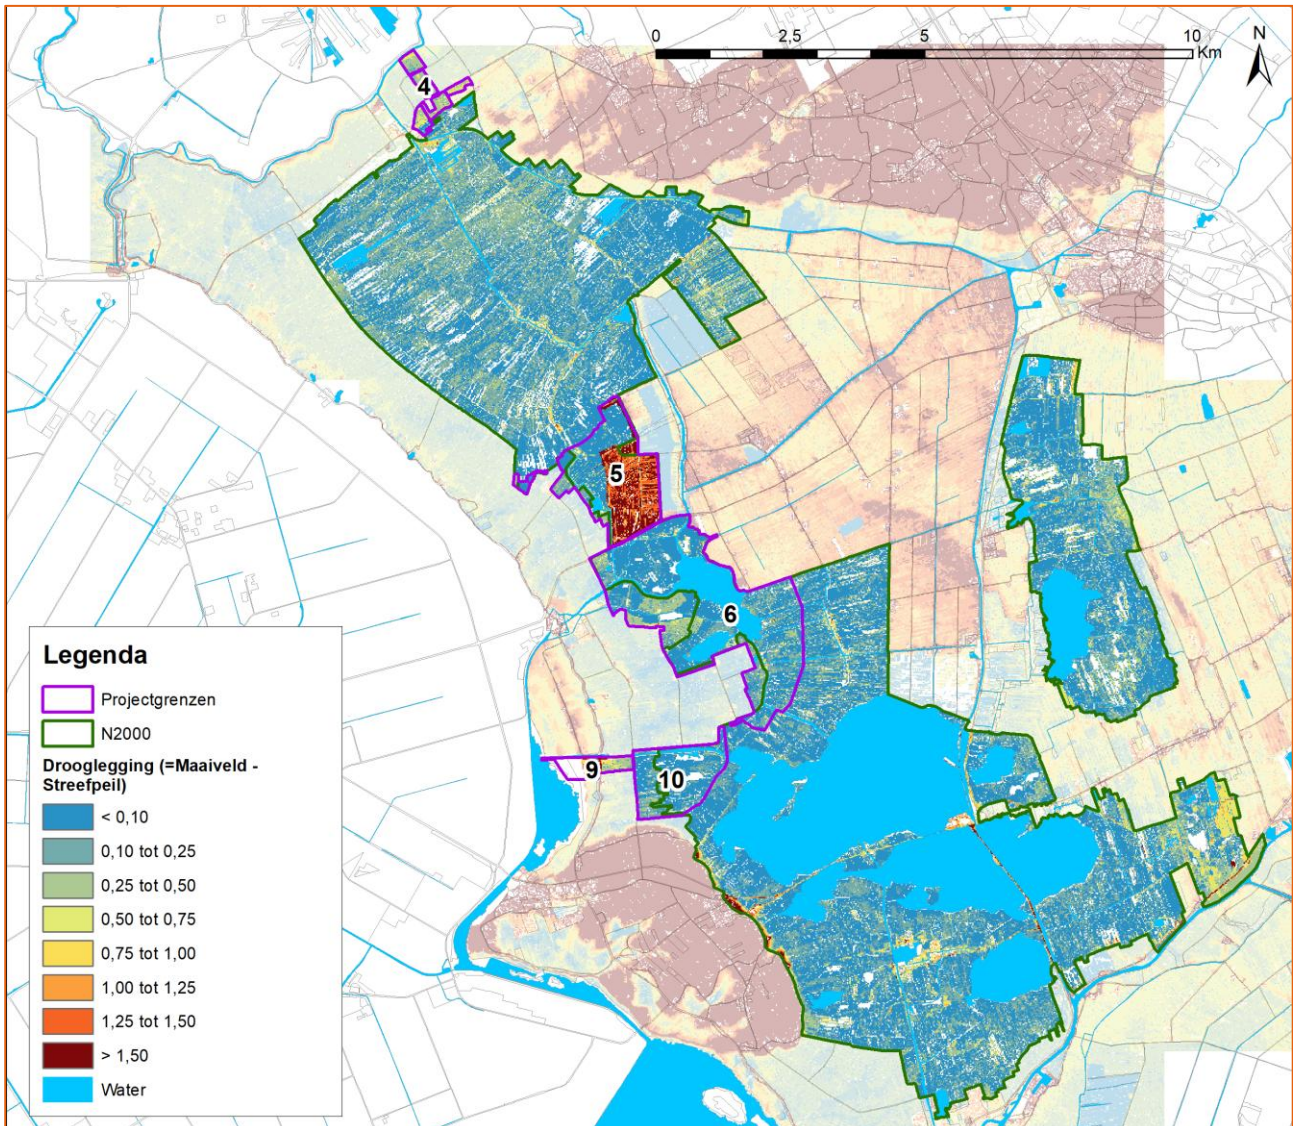 0 2,5 5 10
Km
N
4
5
6
9
10
Legenda
Projectgrenzen
N2000
Drooglegging (=Maaiveld -
Streefpeil)
< 0,10
0,10 tot 0,25
0,25 tot 0,50
0,50 tot 0,75
0,75 tot 1,00
1,00 tot 1,25
1,25 tot 1,50
> 1,50
Water